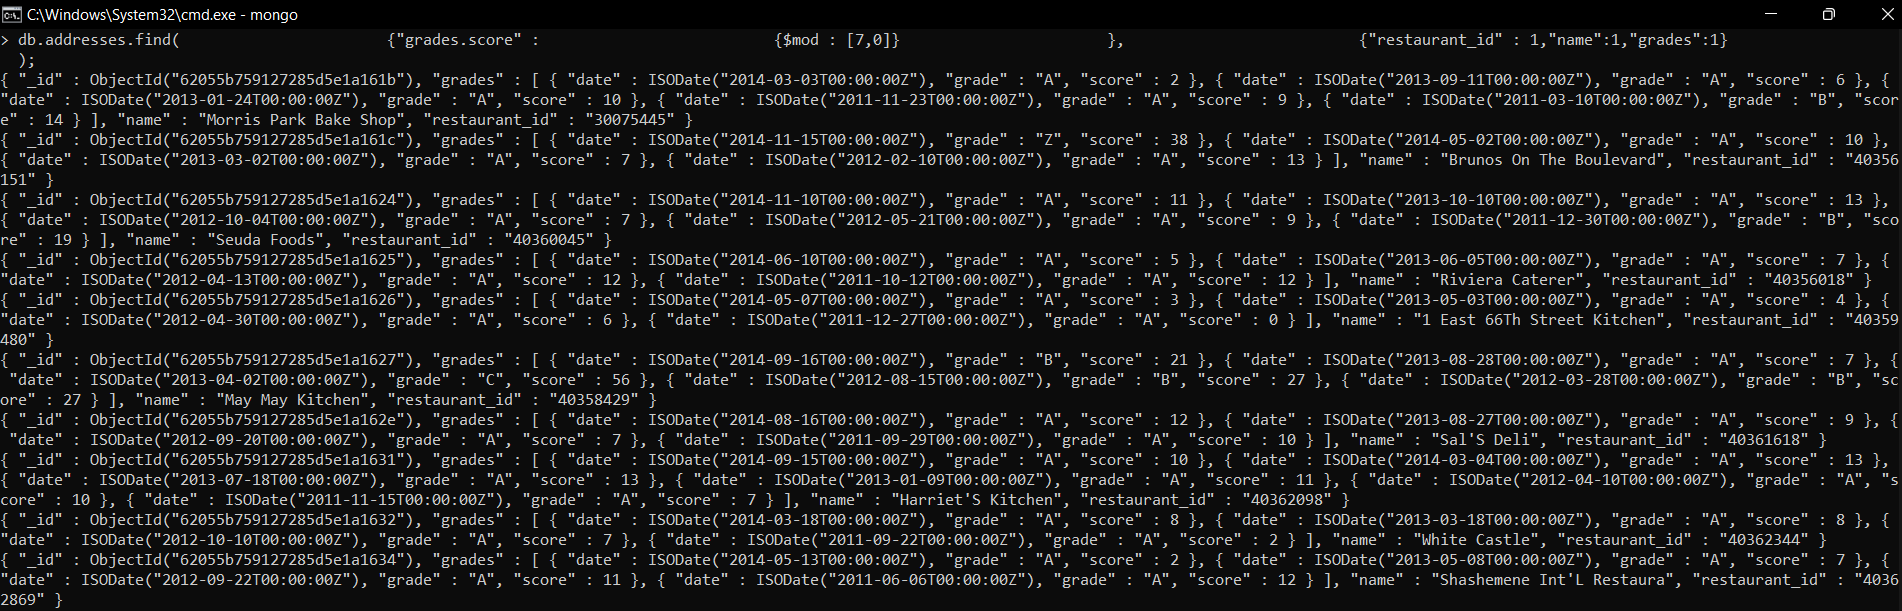 C:\Windows\System32\cmd.exe - mongo
> db.addresses.find(                      {"grades.score" :                          {$mod : [7,0]}                       },                          {"restaurant_id" : 1,"name":1,"grades":1}
  );
{ "_id" : ObjectId("62055b759127285d5e1a161b"), "grades" : [ { "date" : ISODate("2014-03-03T00:00:00Z"), "grade" : "A", "score" : 2 }, { "date" : ISODate("2013-09-11T00:00:00Z"), "grade" : "A", "score" : 6 }, {
"date" : ISODate("2013-01-24T00:00:00Z"), "grade" : "A", "score" : 10 }, { "date" : ISODate("2011-11-23T00:00:00Z"), "grade" : "A", "score" : 9 }, { "date" : ISODate("2011-03-10T00:00:00Z"), "grade" : "B", "scor
e" : 14 } ], "name" : "Morris Park Bake Shop", "restaurant_id" : "30075445" }
{ "_id" : ObjectId("62055b759127285d5e1a161c"), "grades" : [ { "date" : ISODate("2014-11-15T00:00:00Z"), "grade" : "Z", "score" : 38 }, { "date" : ISODate("2014-05-02T00:00:00Z"), "grade" : "A", "score" : 10 },
{ "date" : ISODate("2013-03-02T00:00:00Z"), "grade" : "A", "score" : 7 }, { "date" : ISODate("2012-02-10T00:00:00Z"), "grade" : "A", "score" : 13 } ], "name" : "Brunos On The Boulevard", "restaurant_id" : "40356
151" }
{ "_id" : ObjectId("62055b759127285d5e1a1624"), "grades" : [ { "date" : ISODate("2014-11-10T00:00:00Z"), "grade" : "A", "score" : 11 }, { "date" : ISODate("2013-10-10T00:00:00Z"), "grade" : "A", "score" : 13 },
{ "date" : ISODate("2012-10-04T00:00:00Z"), "grade" : "A", "score" : 7 }, { "date" : ISODate("2012-05-21T00:00:00Z"), "grade" : "A", "score" : 9 }, { "date" : ISODate("2011-12-30T00:00:00Z"), "grade" : "B", "sco
re" : 19 } ], "name" : "Seuda Foods", "restaurant_id" : "40360045" }
{ "_id" : ObjectId("62055b759127285d5e1a1625"), "grades" : [ { "date" : ISODate("2014-06-10T00:00:00Z"), "grade" : "A", "score" : 5 }, { "date" : ISODate("2013-06-05T00:00:00Z"), "grade" : "A", "score" : 7 }, {
"date" : ISODate("2012-04-13T00:00:00Z"), "grade" : "A", "score" : 12 }, { "date" : ISODate("2011-10-12T00:00:00Z"), "grade" : "A", "score" : 12 } ], "name" : "Riviera Caterer", "restaurant_id" : "40356018" }
{ "_id" : ObjectId("62055b759127285d5e1a1626"), "grades" : [ { "date" : ISODate("2014-05-07T00:00:00Z"), "grade" : "A", "score" : 3 }, { "date" : ISODate("2013-05-03T00:00:00Z"), "grade" : "A", "score" : 4 }, {
"date" : ISODate("2012-04-30T00:00:00Z"), "grade" : "A", "score" : 6 }, { "date" : ISODate("2011-12-27T00:00:00Z"), "grade" : "A", "score" : 0 } ], "name" : "1 East 66Th Street Kitchen", "restaurant_id" : "40359
480" }
{ "_id" : ObjectId("62055b759127285d5e1a1627"), "grades" : [ { "date" : ISODate("2014-09-16T00:00:00Z"), "grade" : "B", "score" : 21 }, { "date" : ISODate("2013-08-28T00:00:00Z"), "grade" : "A", "score" : 7 }, {
 "date" : ISODate("2013-04-02T00:00:00Z"), "grade" : "C", "score" : 56 }, { "date" : ISODate("2012-08-15T00:00:00Z"), "grade" : "B", "score" : 27 }, { "date" : ISODate("2012-03-28T00:00:00Z"), "grade" : "B", "sc
ore" : 27 } ], "name" : "May May Kitchen", "restaurant_id" : "40358429" }
{ "_id" : ObjectId("62055b759127285d5e1a162e"), "grades" : [ { "date" : ISODate("2014-08-16T00:00:00Z"), "grade" : "A", "score" : 12 }, { "date" : ISODate("2013-08-27T00:00:00Z"), "grade" : "A", "score" : 9 }, {
 "date" : ISODate("2012-09-20T00:00:00Z"), "grade" : "A", "score" : 7 }, { "date" : ISODate("2011-09-29T00:00:00Z"), "grade" : "A", "score" : 10 } ], "name" : "Sal'S Deli", "restaurant_id" : "40361618" }
{ "_id" : ObjectId("62055b759127285d5e1a1631"), "grades" : [ { "date" : ISODate("2014-09-15T00:00:00Z"), "grade" : "A", "score" : 10 }, { "date" : ISODate("2014-03-04T00:00:00Z"), "grade" : "A", "score" : 13 },
{ "date" : ISODate("2013-07-18T00:00:00Z"), "grade" : "A", "score" : 13 }, { "date" : ISODate("2013-01-09T00:00:00Z"), "grade" : "A", "score" : 11 }, { "date" : ISODate("2012-04-10T00:00:00Z"), "grade" : "A", "s
core" : 10 }, { "date" : ISODate("2011-11-15T00:00:00Z"), "grade" : "A", "score" : 7 } ], "name" : "Harriet'S Kitchen", "restaurant_id" : "40362098" }
{ "_id" : ObjectId("62055b759127285d5e1a1632"), "grades" : [ { "date" : ISODate("2014-03-18T00:00:00Z"), "grade" : "A", "score" : 8 }, { "date" : ISODate("2013-03-18T00:00:00Z"), "grade" : "A", "score" : 8 }, {
"date" : ISODate("2012-10-10T00:00:00Z"), "grade" : "A", "score" : 7 }, { "date" : ISODate("2011-09-22T00:00:00Z"), "grade" : "A", "score" : 2 } ], "name" : "White Castle", "restaurant_id" : "40362344" }
{ "_id" : ObjectId("62055b759127285d5e1a1634"), "grades" : [ { "date" : ISODate("2014-05-13T00:00:00Z"), "grade" : "A", "score" : 2 }, { "date" : ISODate("2013-05-08T00:00:00Z"), "grade" : "A", "score" : 7 }, {
"date" : ISODate("2012-09-22T00:00:00Z"), "grade" : "A", "score" : 11 }, { "date" : ISODate("2011-06-06T00:00:00Z"), "grade" : "A", "score" : 12 } ], "name" : "Shashemene Int'L Restaura", "restaurant_id" : "4036
2869" }